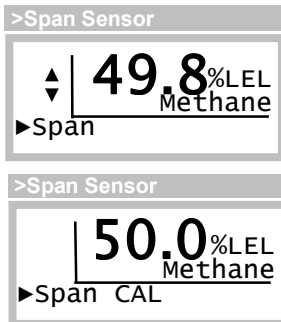 >Span Sensor
▲
▼
49.8%LEL
Methane
►Span
>Span Sensor
50.0%LEL
Methane
►Span CAL